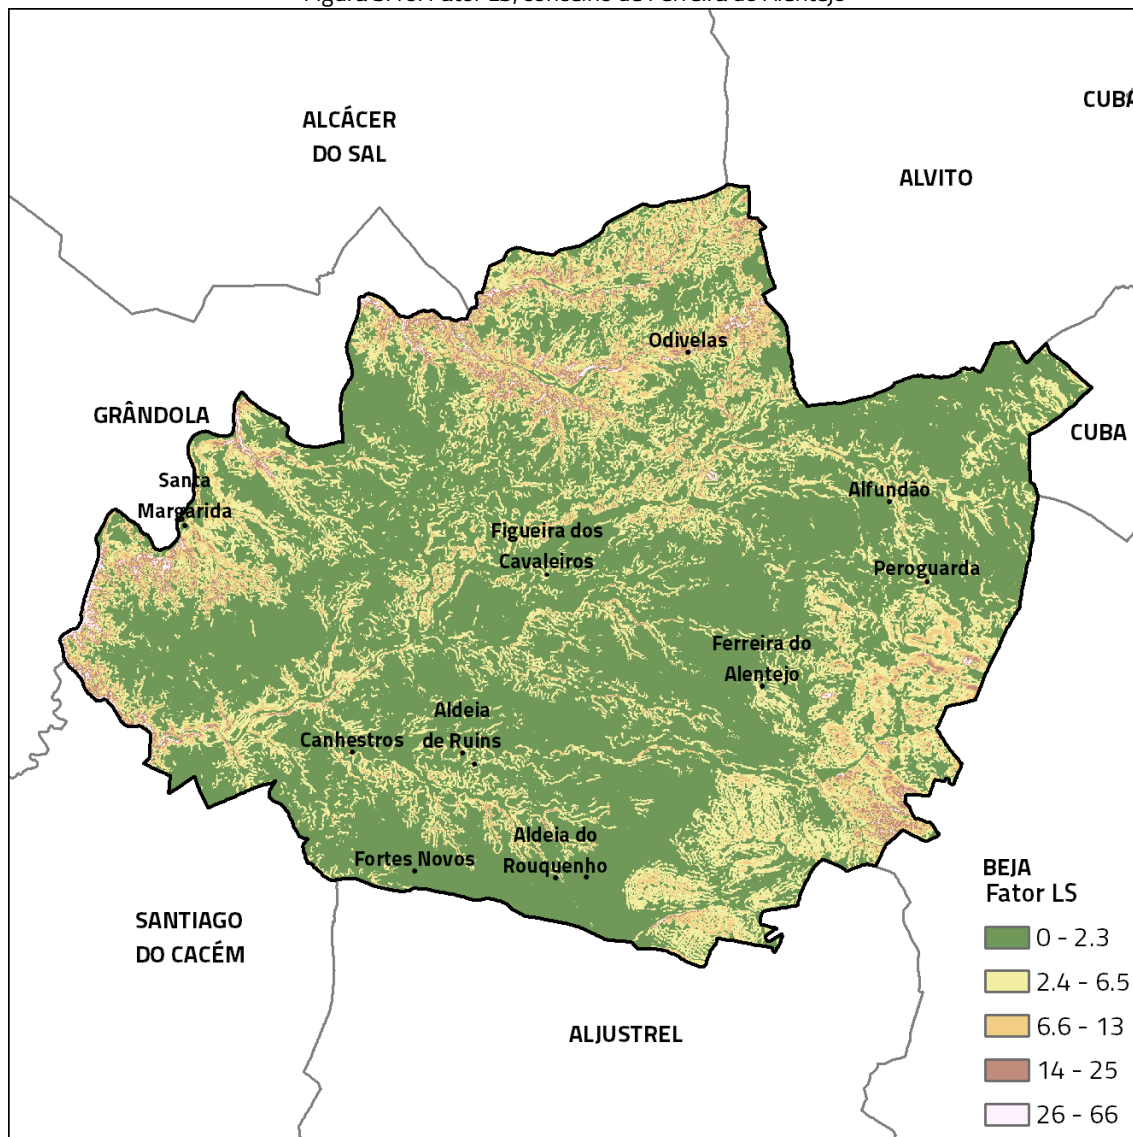 ALCÁCER
DO SAL
CUBA
ALVITO
Odivelas
GRÂNDOLA
CUBA
Santa
Margarida
Alfundão
Figueira dos
Cavaleiros
Peroguarda
Ferreira do
Alentejo
Aldeia
de Ruins
Canhestros
Aldeia do
Rouquenho
Fortes Novos
BEJA
Fator LS
SANTIAGO
DO CACÉM
0 - 2.3
2.4 - 6.5
6.6 - 13
ALJUSTREL
14 - 25
26 - 66